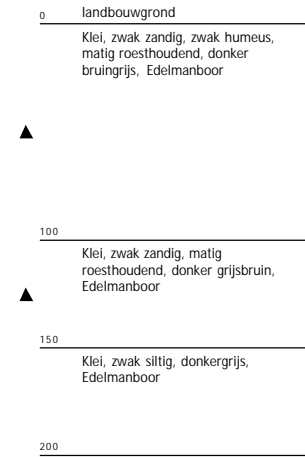 0 landbouwgrond
Klei, zwak zandig, zwak humeus,
matig roesthoudend, donker
bruingrijs, Edelmanboor
100
Klei, zwak zandig, matig
roesthoudend, donker grijsbruin,
Edelmanboor
150
Klei, zwak siltig, donkergrijs,
Edelmanboor
200